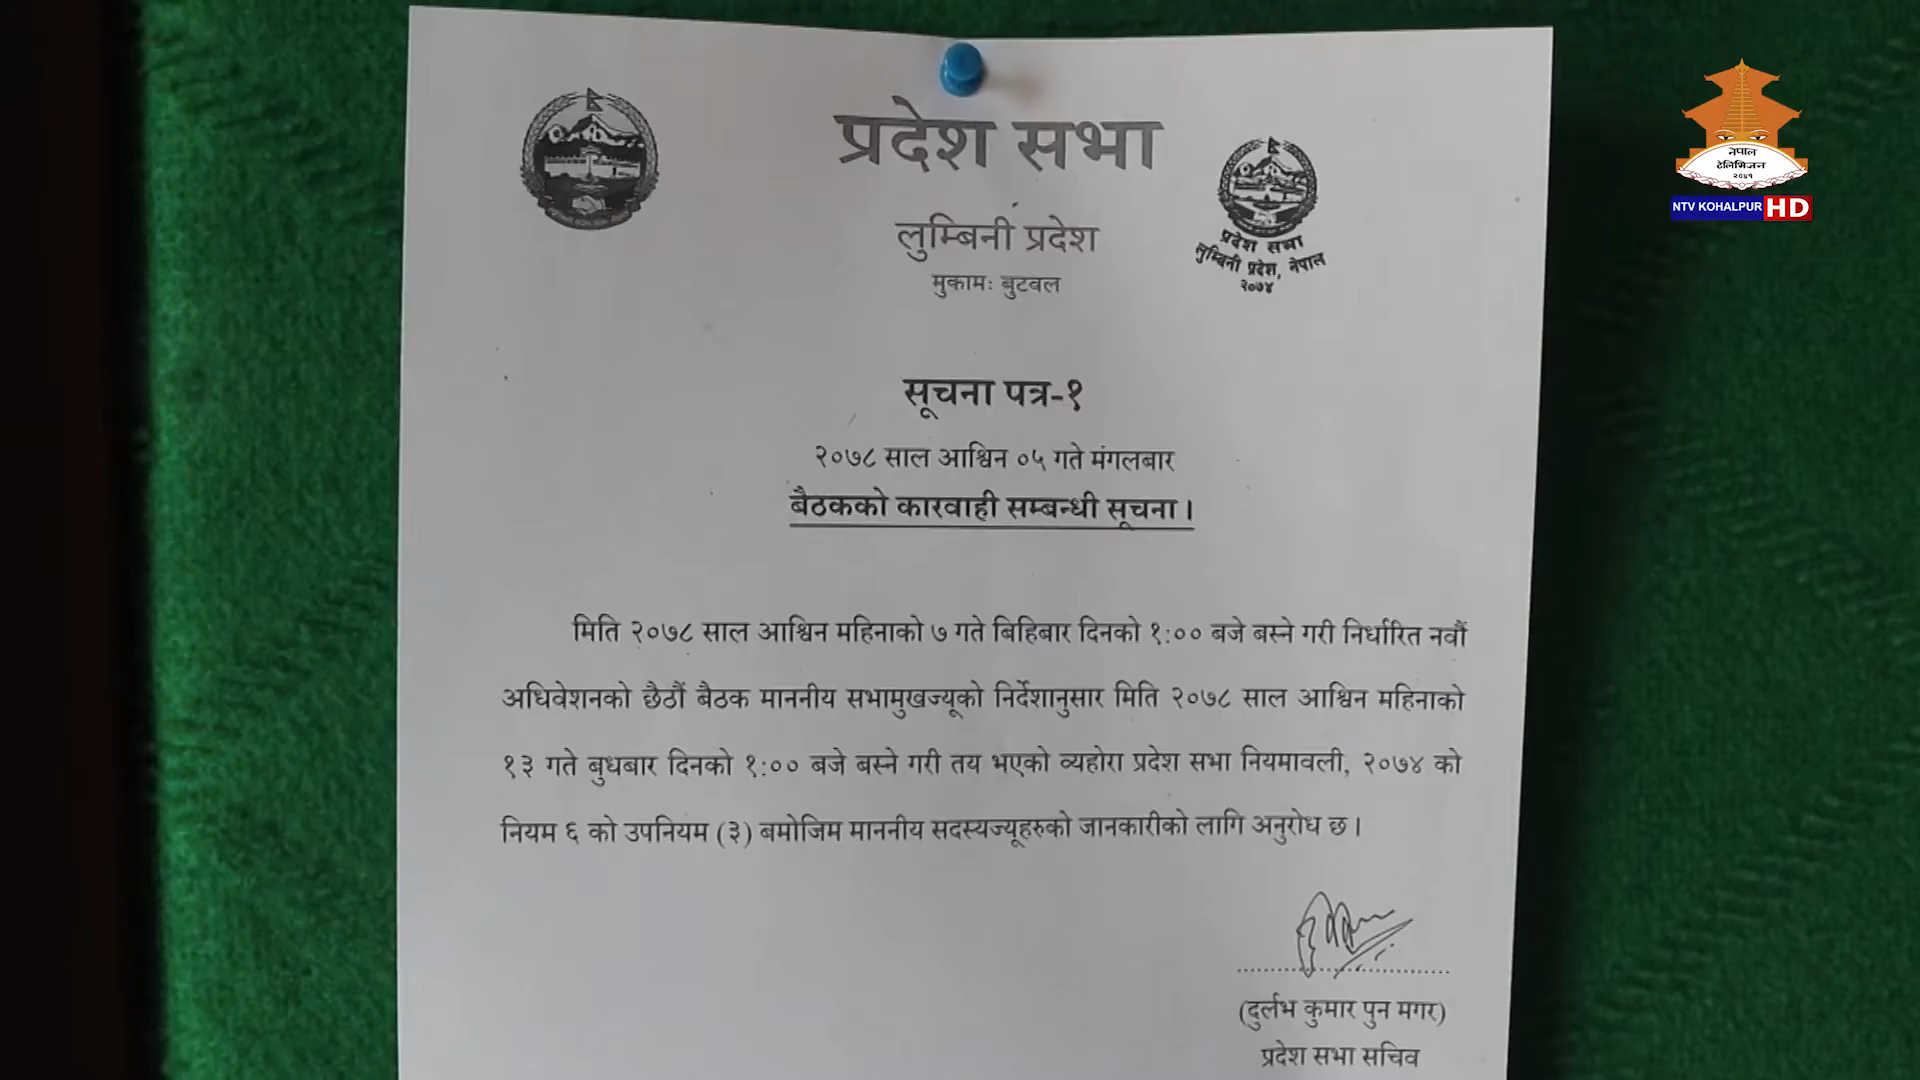 प्रदेश सभा
लुम्बिनी प्रदेश
मुकामः बुटवल
प्रदेश सभा
लुम्बिनी प्रदेश, नेपाल
२०७४
नेपाल
टेलिभिजन
२०४१
NTV KOHALPUR HD
सूचना पत्र-१
२०७८ साल आश्विन ०५ गते मंगलबार
बैठकको कारवाही सम्बन्धी सूचना ।
मिति २०७८ साल आश्विन महिनाको ७ गते बिहिबार दिनको १:०० बजे बस्ने गरी निर्धारित नवौं
अधिवेशनको छैठौं बैठक माननीय सभामुखज्यूको निर्देशानुसार मिति २०७८ साल आश्विन महिनाको
१३ गते बुधबार दिनको १:०० बजे बस्ने गरी तय भएको व्यहोरा प्रदेश सभा नियमावली, २०७४ को
नियम ६ को उपनियम (३) बमोजिम माननीय सदस्यज्यूहरुको जानकारीको लागि अनुरोध छ ।
(दुर्लभ कुमार पुन मगर)
प्रदेश सभा सचिव